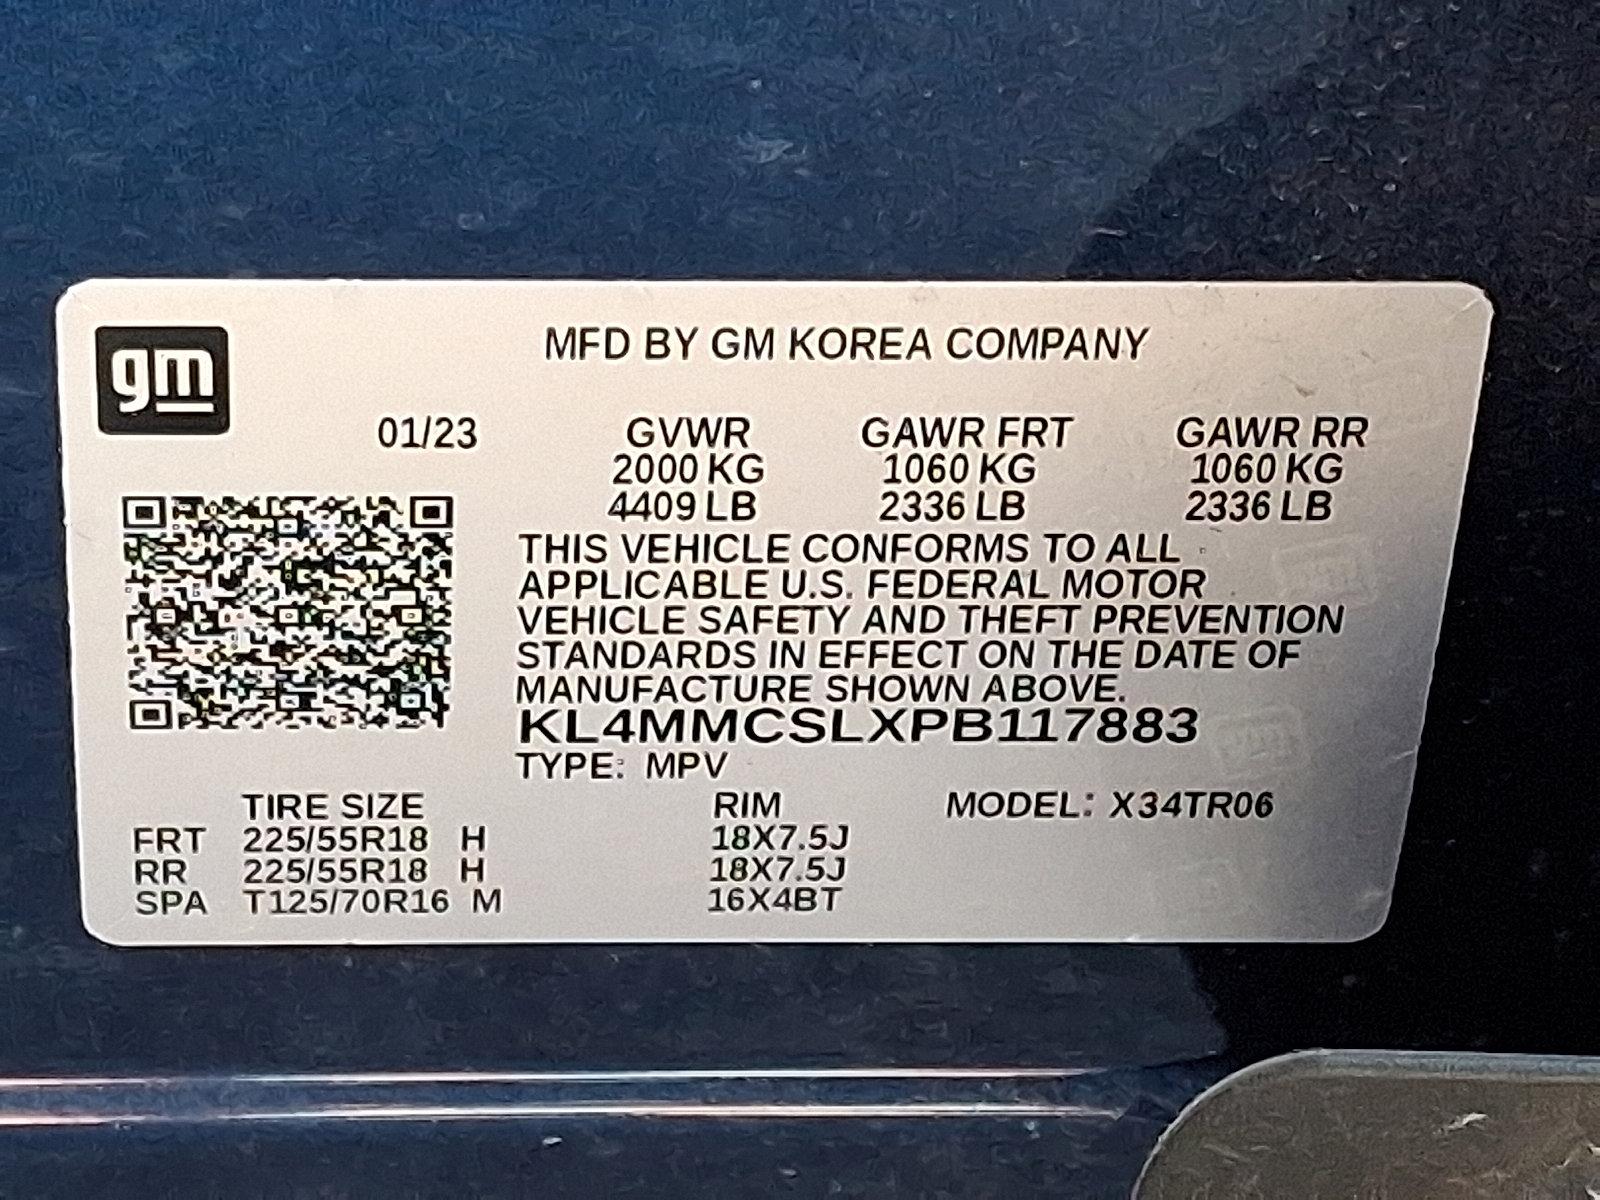 gm
MFD BY GM KOREA COMPANY
01/23 GVWR GAWR FRT GAWR RR
2000 KG 1060 KG 1060 KG
4409 LB 2336 LB 2336 LB
THIS VEHICLE CONFORMS TO ALL
APPLICABLE U.S. FEDERAL MOTOR
VEHICLE SAFETY AND THEFT PREVENTION
STANDARDS IN EFFECT ON THE DATE OF
MANUFACTURE SHOWN ABOVE.
KL4MMCSLXPB117883
TYPE: MPV
TIRE SIZE RIM MODEL: X34TR06
FRT 225/55R18 H 18X7.5J
RR 225/55R18 H 18X7.5J
SPA T125/70R16 M 16X4BT